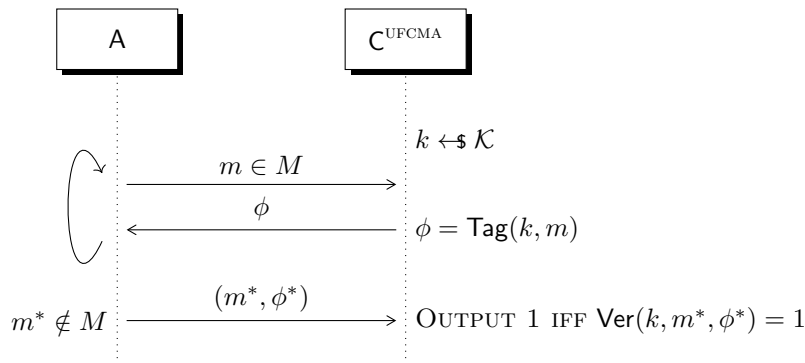 A
C^UFCMA
k ←$ 𝒦
m ∈ M
ϕ
ϕ = Tag(k, m)
m* ∉ M
(m*, ϕ*)
OUTPUT 1 IFF Ver(k, m*, ϕ*) = 1